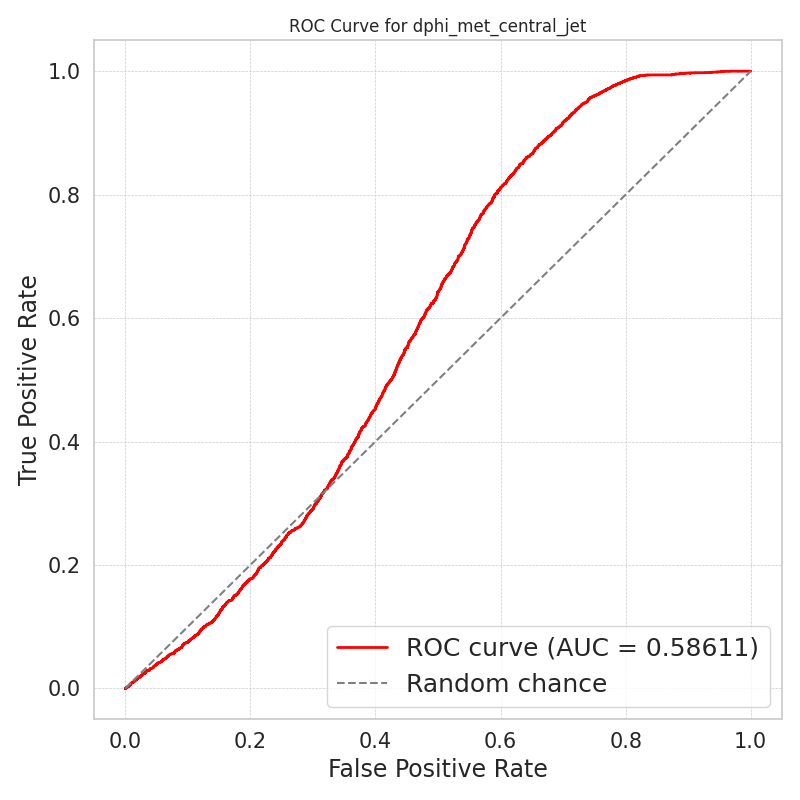 ROC Curve for dphi_met_central_jet
1.0
0.8
0.6
0.4
0.2
0.0
True Positive Rate
ROC curve (AUC = 0.58611)
Random chance
0.0 0.2 0.4 0.6 0.8 1.0
False Positive Rate